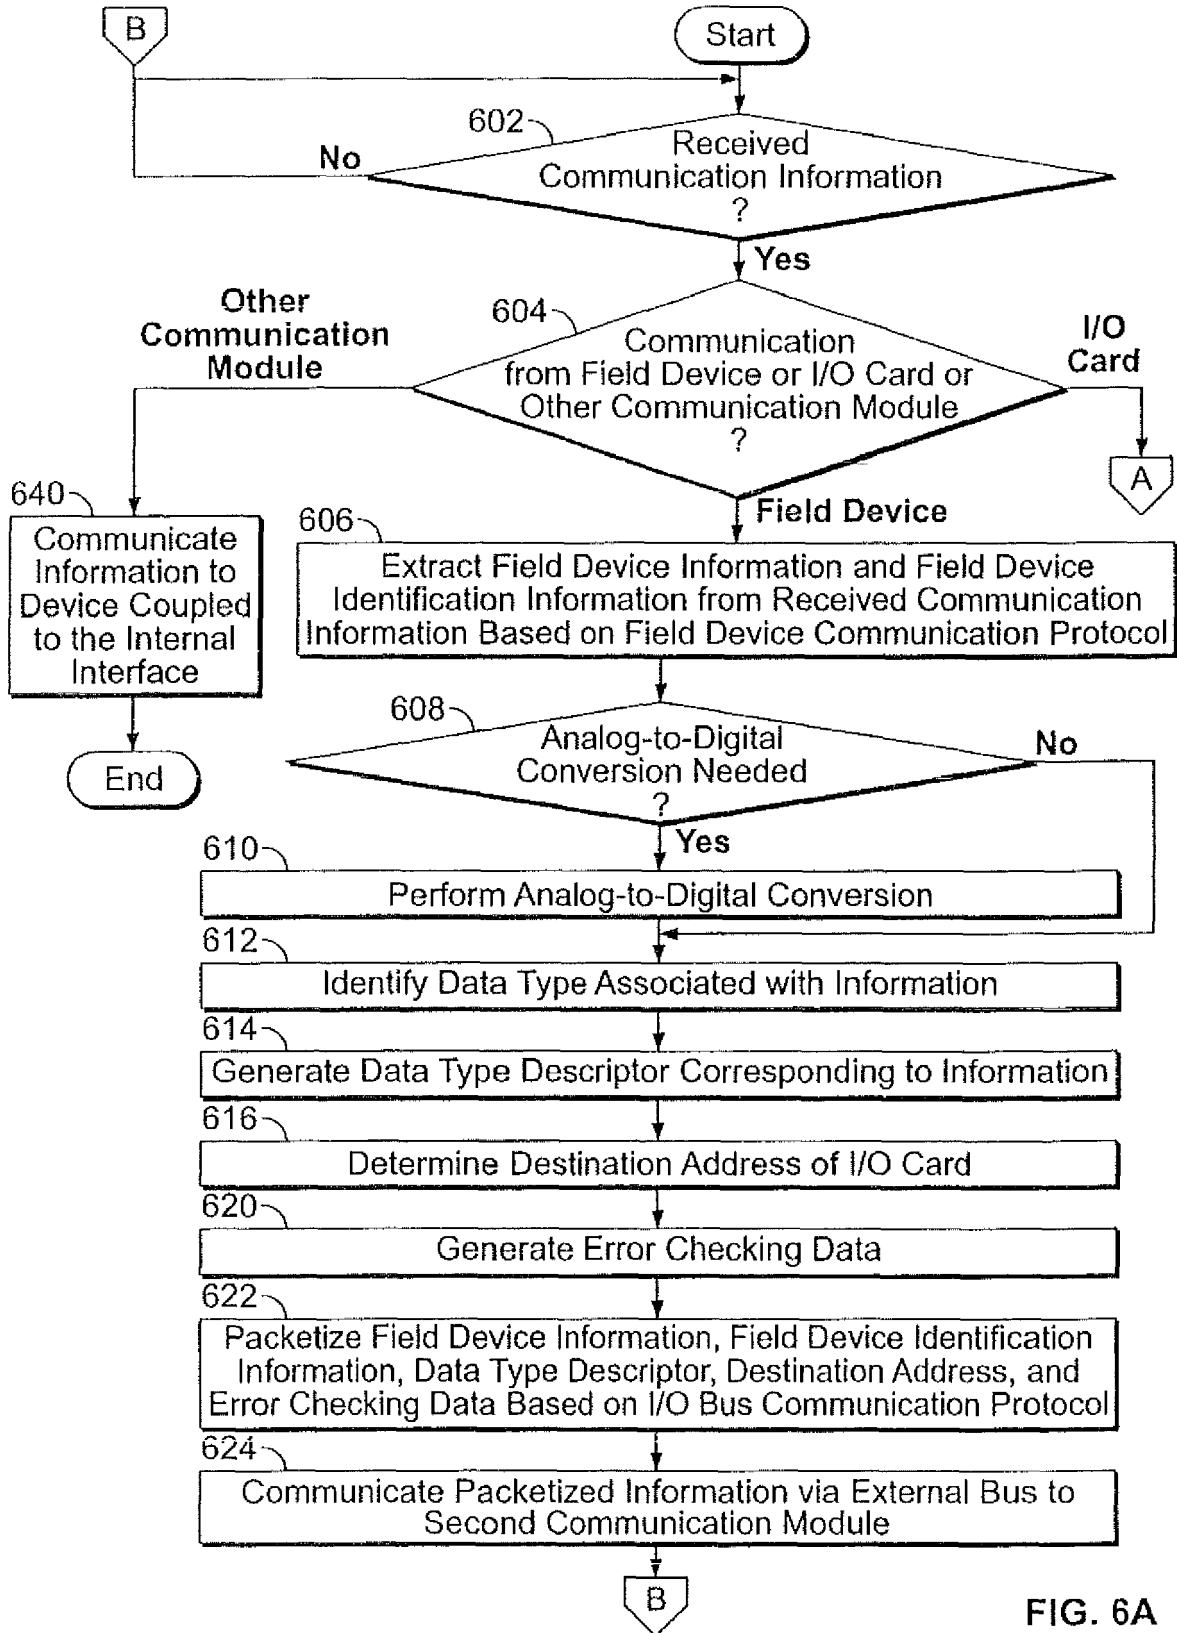 B
Start
602
Received
Communication Information
?
No
Yes
Other
Communication
Module
604
Communication
from Field Device or I/O Card or
Other Communication Module
?
I/O
Card
A
Field Device
640
Communicate
Information to
Device Coupled
to the Internal
Interface
End
606
Extract Field Device Information and Field Device
Identification Information from Received Communication
Information Based on Field Device Communication Protocol
608
Analog-to-Digital
Conversion Needed
?
No
Yes
610
Perform Analog-to-Digital Conversion
612
Identify Data Type Associated with Information
614
Generate Data Type Descriptor Corresponding to Information
616
Determine Destination Address of I/O Card
620
Generate Error Checking Data
622
Packetize Field Device Information, Field Device Identification
Information, Data Type Descriptor, Destination Address, and
Error Checking Data Based on I/O Bus Communication Protocol
624
Communicate Packetized Information via External Bus to
Second Communication Module
B
FIG. 6A